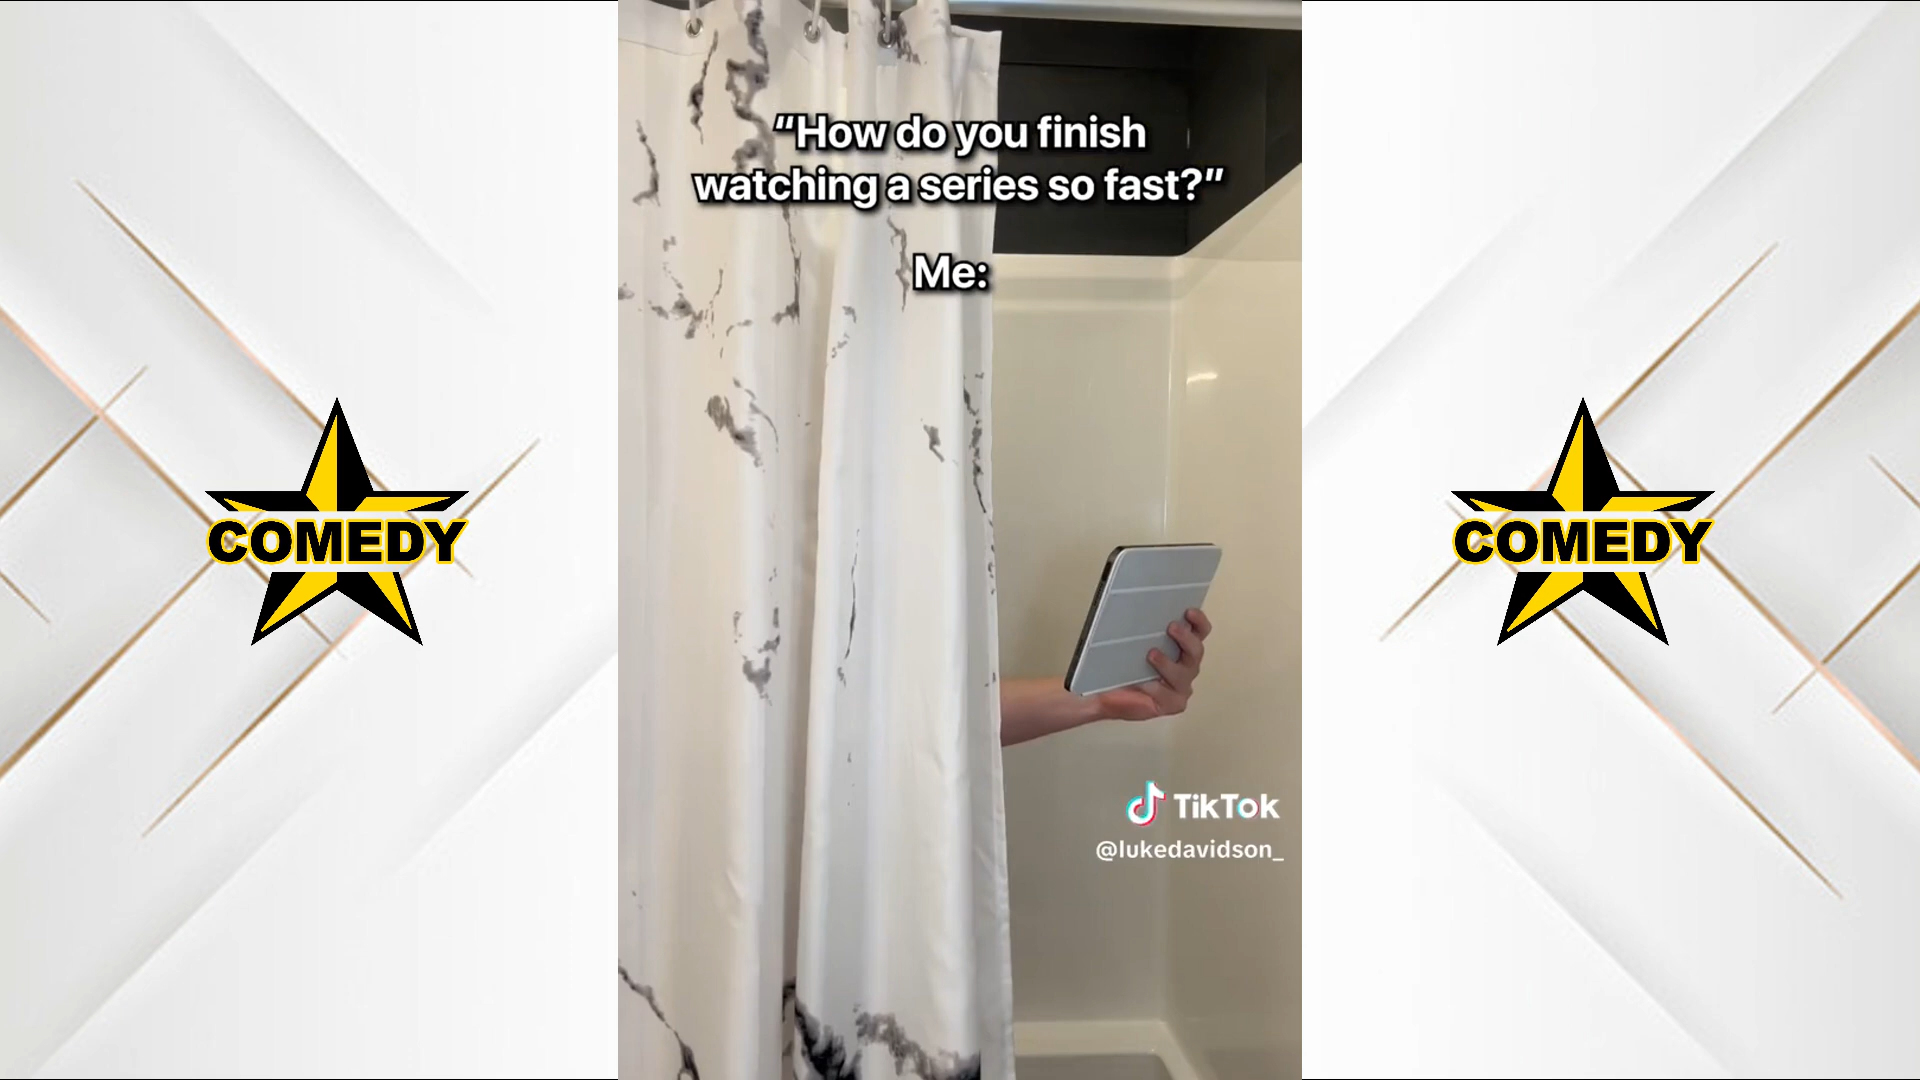 “How do you finish
watching a series so fast?”
Me:
COMEDY
COMEDY
TikTok
@lukedavidson_